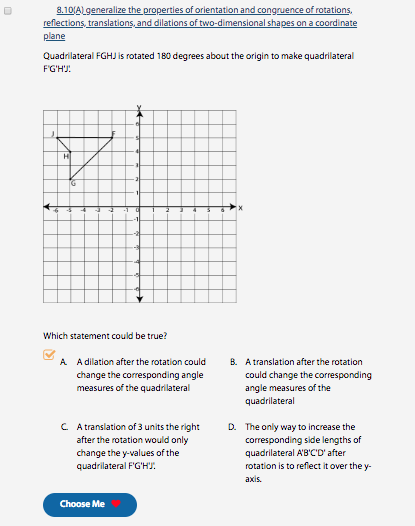 8.10(A) generalize the properties of orientation and congruence of rotations,
reflections, translations, and dilations of two-dimensional shapes on a coordinate
plane
Quadrilateral FGHJ is rotated 180 degrees about the origin to make quadrilateral
F'G'H'J'.
y
6
J
F
5
H
4
3
G
2
1
-6 -5 -4 -3 -2 -1 0 1 2 3 4 5 6 x
-1
-2
-3
-4
-5
-6
Which statement could be true?
A. A dilation after the rotation could
change the corresponding angle
measures of the quadrilateral
B. A translation after the rotation
could change the corresponding
angle measures of the
quadrilateral
C. A translation of 3 units the right
after the rotation would only
change the y-values of the
quadrilateral F'G'H'J'.
D. The only way to increase the
corresponding side lengths of
quadrilateral A'B'C'D' after
rotation is to reflect it over the y-
axis.
Choose Me